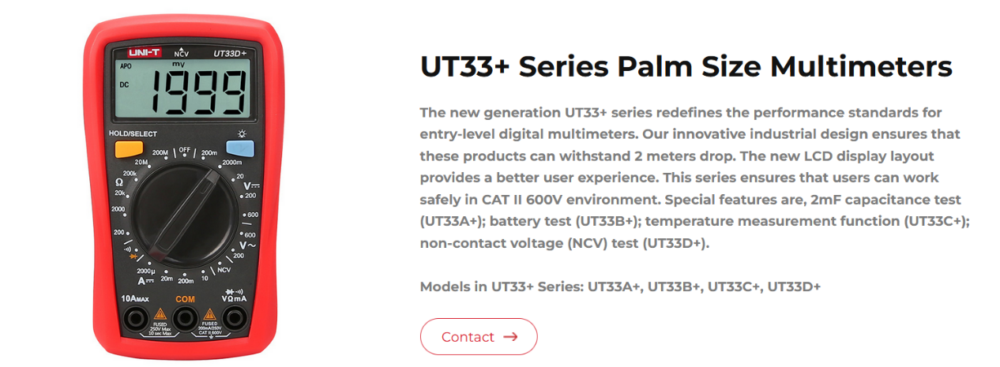 UNI-T NCV UT33D+
APO mV
DC 1999
HOLD/SELECT
200M OFF 200m
20M 2000m
200k 20
Ω V⎓
20k 200
2000 600
200 600
V~
200
2000μ NCV
A⎓ 20m 200m 10
10AMAX COM VΩmA
FUSED
250V Max
10 sec Max
FUSED
200mA/250V
CAT II 600V
UT33+ Series Palm Size Multimeters
The new generation UT33+ series redefines the performance standards for
entry-level digital multimeters. Our innovative industrial design ensures that
these products can withstand 2 meters drop. The new LCD display layout
provides a better user experience. This series ensures that users can work
safely in CAT II 600V environment. Special features are, 2mF capacitance test
(UT33A+); battery test (UT33B+); temperature measurement function (UT33C+);
non-contact voltage (NCV) test (UT33D+).
Models in UT33+ Series: UT33A+, UT33B+, UT33C+, UT33D+
Contact →